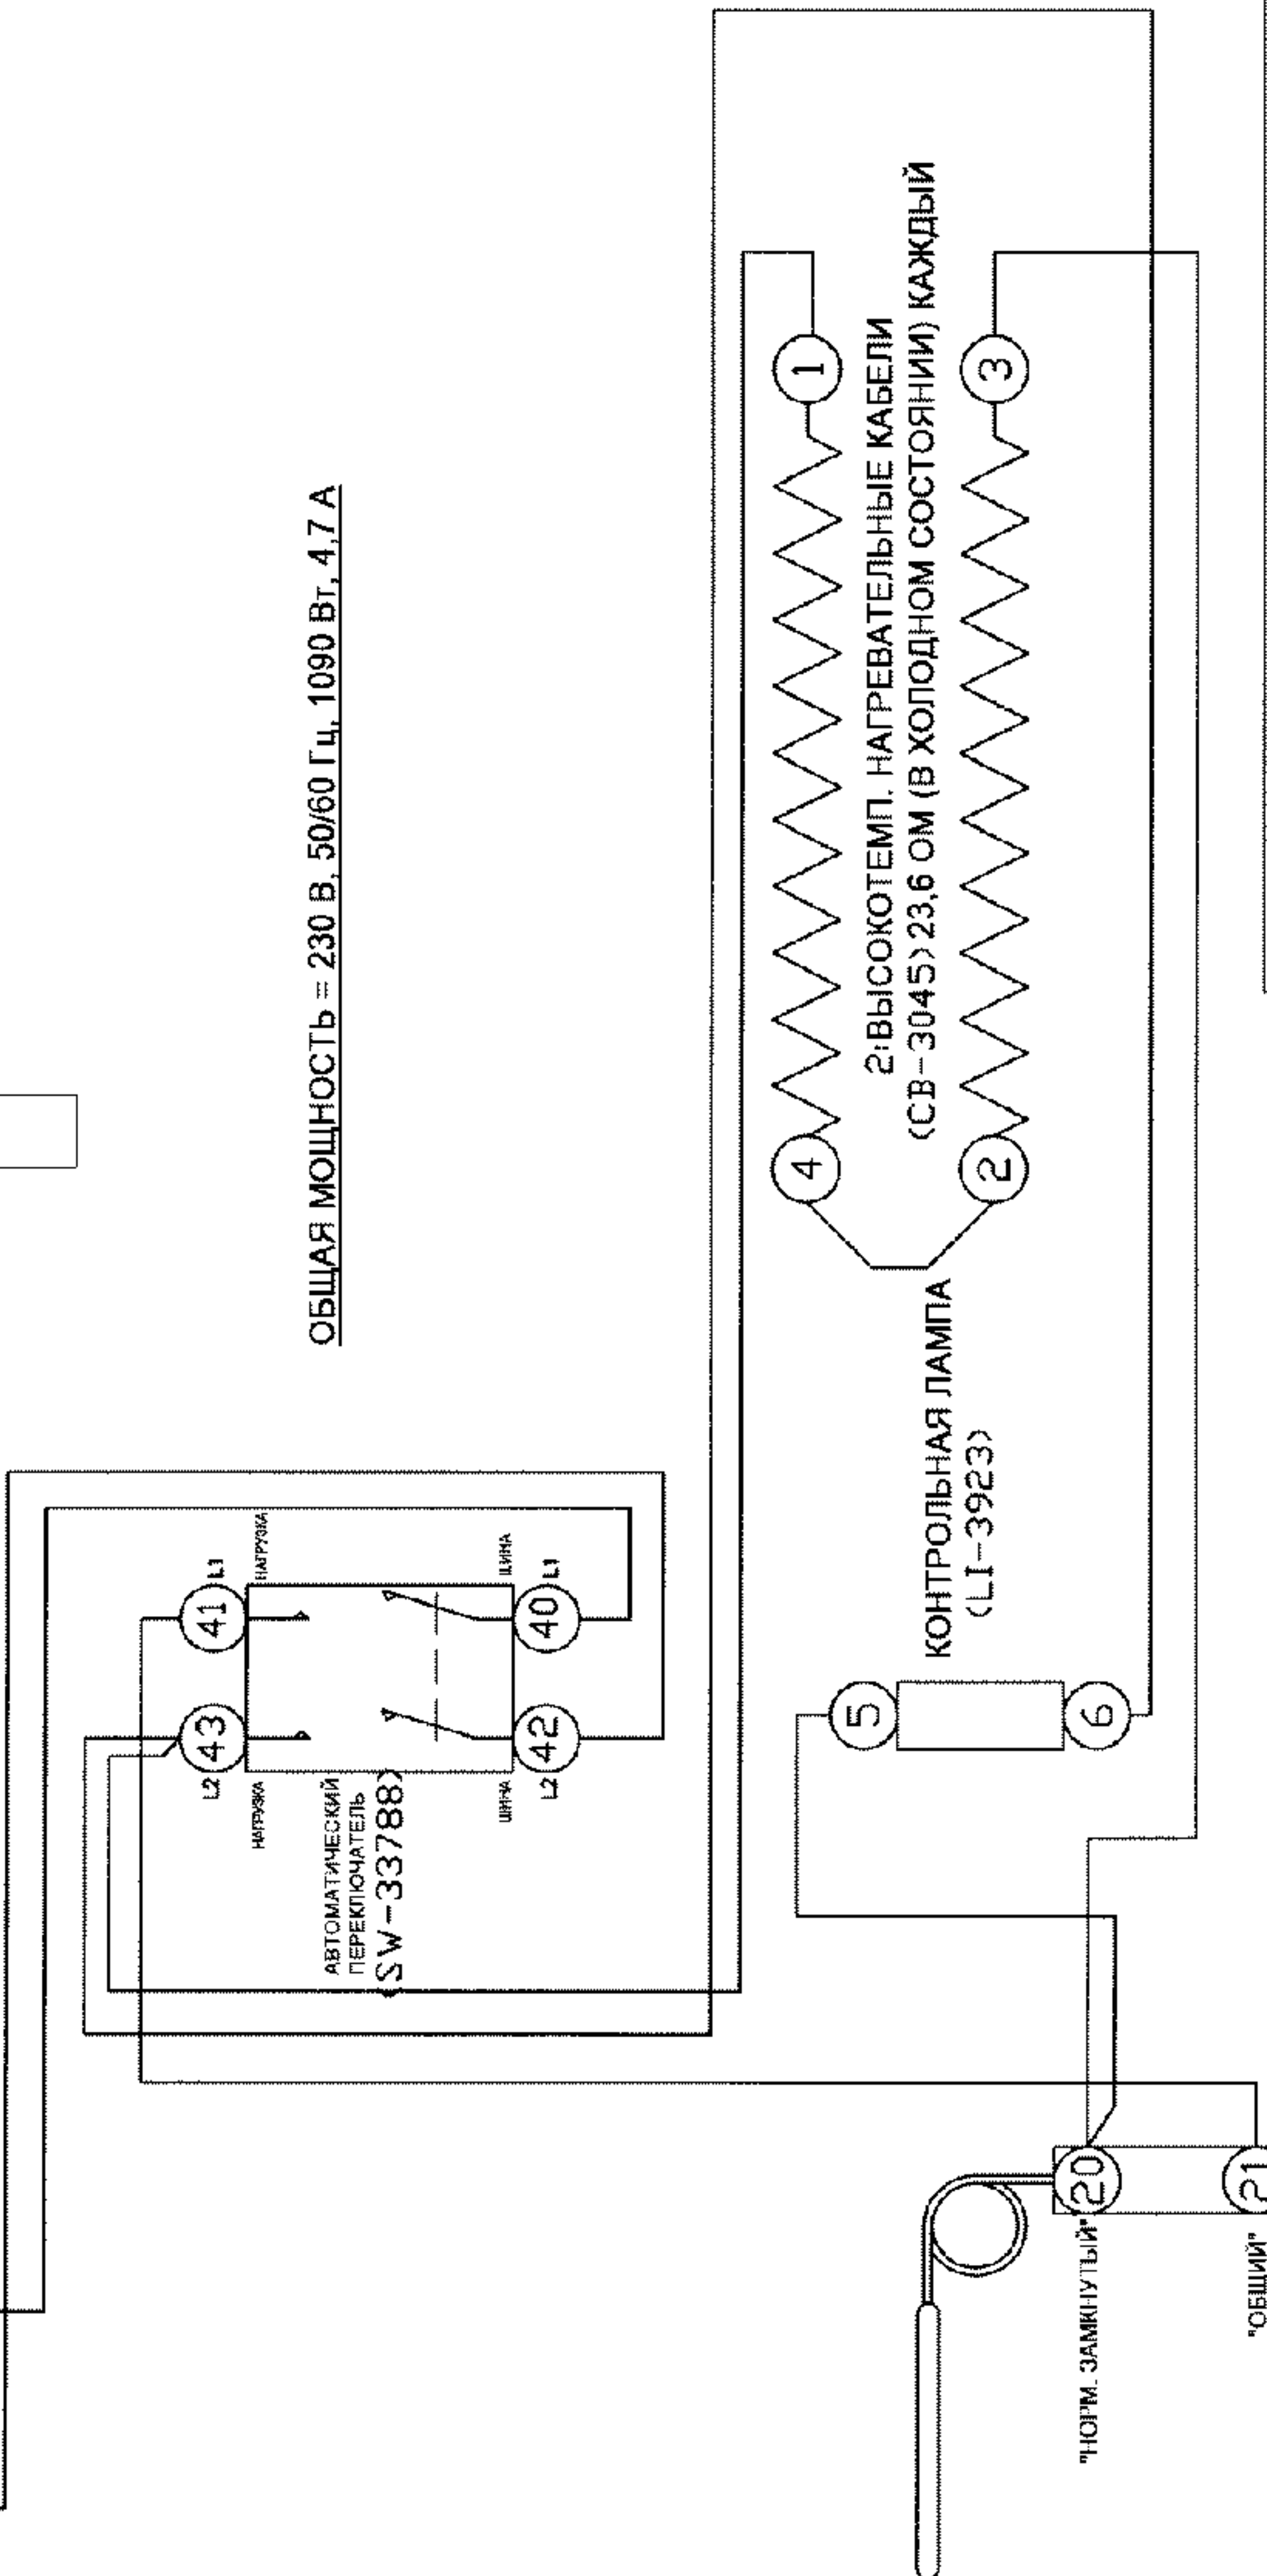 ОБЩАЯ МОЩНОСТЬ = 230 В, 50/60 Гц, 1090 Вт, 4,7 А
41
L1
НАГРУЗКА
43
L2
НАГРУЗКА
ШИНА
40
L1
ШИНА
42
L2
АВТОМАТИЧЕСКИЙ
ПЕРЕКЛЮЧАТЕЛЬ
(SW-33788)
1
4
2:ВЫСОКОТЕМП. НАГРЕВАТЕЛЬНЫЕ КАБЕЛИ
(CB-3045) 23,6 ОМ (В ХОЛОДНОМ СОСТОЯНИИ) КАЖДЫЙ
3
2
КОНТРОЛЬНАЯ ЛАМПА
(LI-3923)
5
6
20
"НОРМ. ЗАМКНУТЫЙ"
21
"ОБЩИЙ"